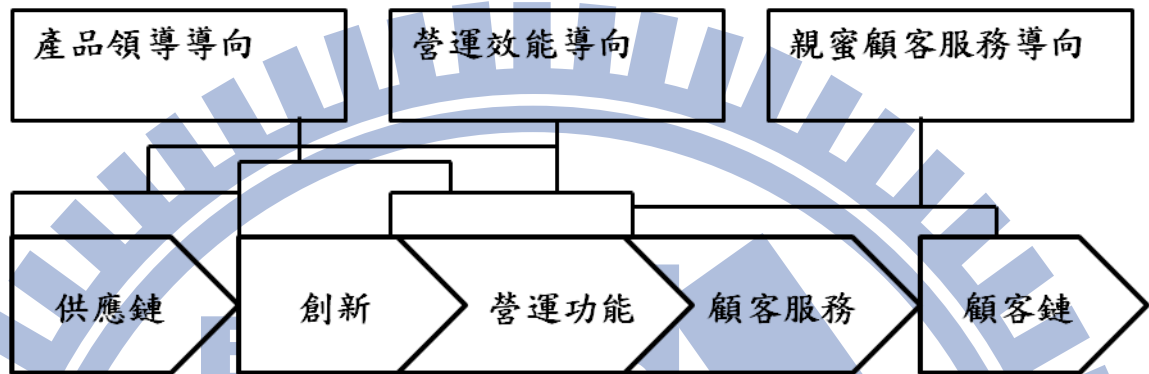 產品領導導向
營運效能導向
親蜜顧客服務導向
供應鏈
創新
營運功能
顧客服務
顧客鏈